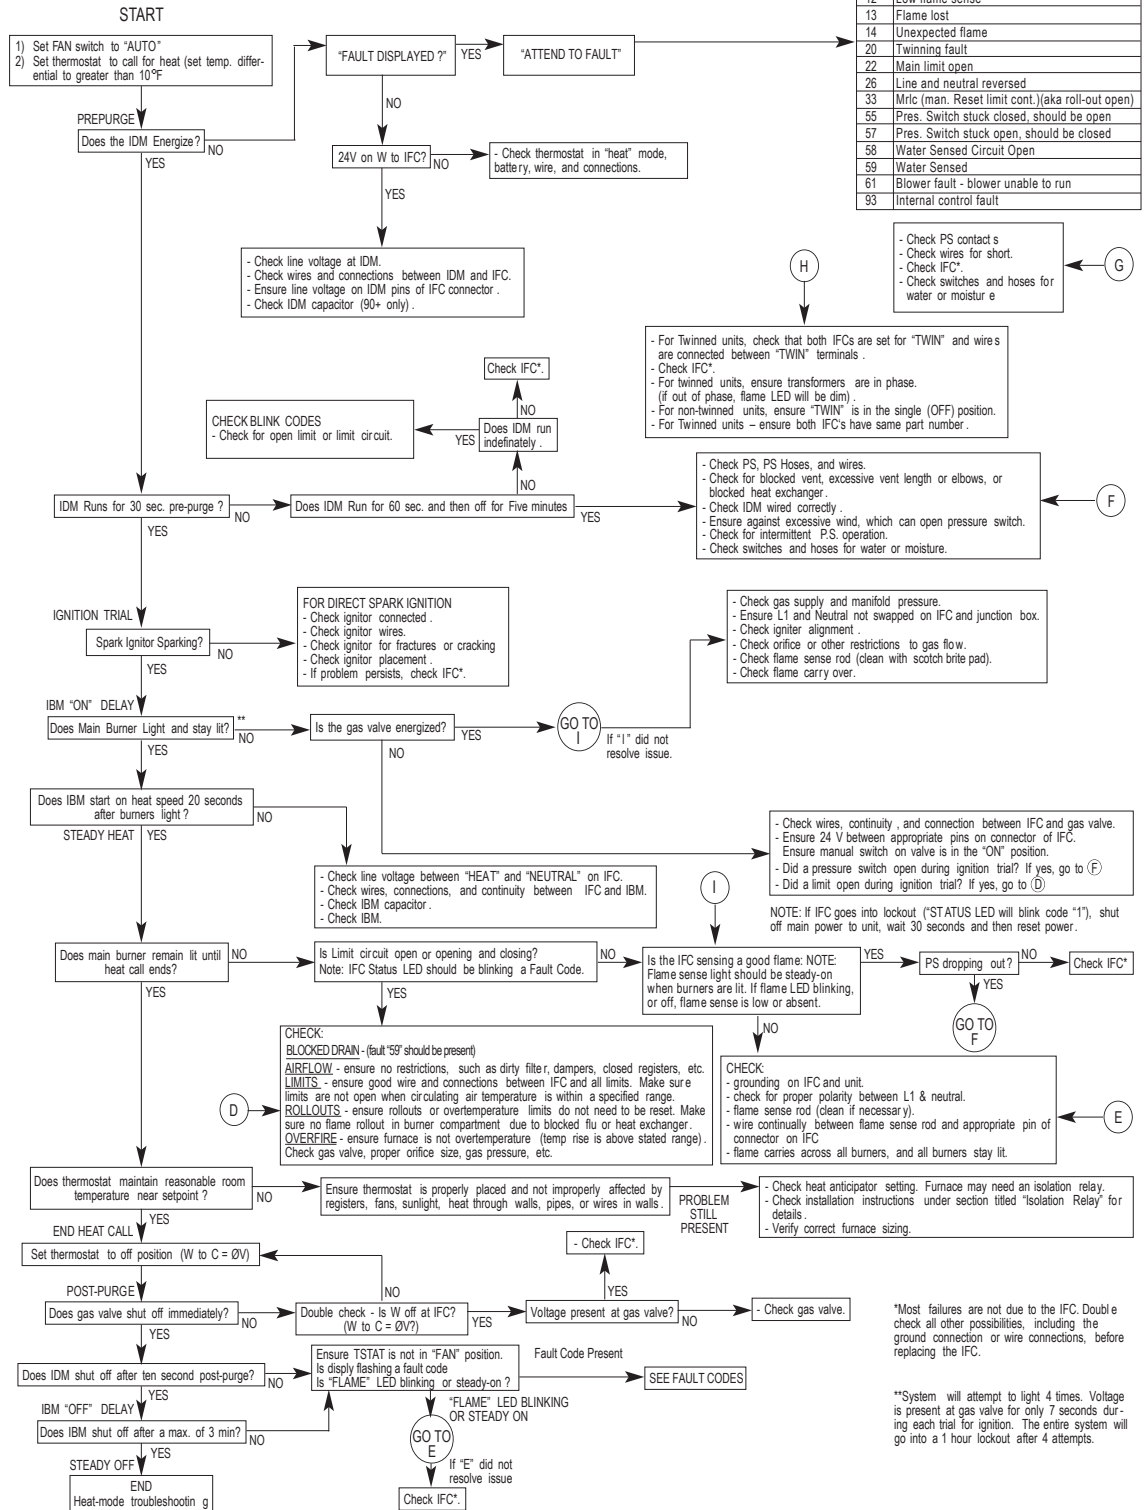 START
1) Set FAN switch to “AUTO”
2) Set thermostat to call for heat (set temp. differ-
ential to greater than 10°F
“FAULT DISPLAYED ?”
YES
“ATTEND TO FAULT”
NO
12 Low flame sense
13 Flame lost
14 Unexpected flame
20 Twinning fault
22 Main limit open
26 Line and neutral reversed
33 Mrlc (man. Reset limit cont.)(aka roll-out open)
55 Pres. Switch stuck closed, should be open
57 Pres. Switch stuck open, should be closed
58 Water Sensed Circuit Open
59 Water Sensed
61 Blower fault - blower unable to run
93 Internal control fault
PREPURGE
Does the IDM Energize?
NO
YES
24V on W to IFC?
NO
YES
- Check thermostat in “heat” mode,
battery, wire, and connections.
- Check line voltage at IDM.
- Check wires and connections between IDM and IFC.
- Ensure line voltage on IDM pins of IFC connector .
- Check IDM capacitor (90+ only) .
- Check PS contact s
- Check wires for short.
- Check IFC*.
- Check switches and hoses for
water or moistur e
G
H
- For Twinned units, check that both IFCs are set for “TWIN” and wire s
are connected between “TWIN” terminals .
- Check IFC*.
- For twinned units, ensure transformers are in phase.
(if out of phase, flame LED will be dim) .
- For non-twinned units, ensure “TWIN” is in the single (OFF) position.
- For Twinned units – ensure both IFC's have same part number .
Check IFC*.
NO
CHECK BLINK CODES
- Check for open limit or limit circuit.
YES
Does IDM run
indefinately .
NO
IDM Runs for 30 sec. pre-purge ?
NO
YES
Does IDM Run for 60 sec. and then off for Five minutes
YES
- Check PS, PS Hoses, and wires.
- Check for blocked vent, excessive vent length or elbows, or
blocked heat exchanger .
- Check IDM wired correctly .
- Ensure against excessive wind, which can open pressure switch.
- Check for intermittent P.S. operation.
- Check switches and hoses for water or moisture.
F
IGNITION TRIAL
Spark Ignitor Sparking?
NO
YES
FOR DIRECT SPARK IGNITION
- Check ignitor connected .
- Check ignitor wires.
- Check ignitor for fractures or cracking
- Check ignitor placement .
- If problem persists, check IFC*.
- Check gas supply and manifold pressure.
- Ensure L1 and Neutral not swapped on IFC and junction box.
- Check igniter alignment .
- Check orifice or other restrictions to gas flow.
- Check flame sense rod (clean with scotch brite pad).
- Check flame carry over.
IBM “ON” DELAY
Does Main Burner Light and stay lit?
**
NO
YES
Is the gas valve energized?
YES
NO
GO TO
I
If “I” did not
resolve issue.
Does IBM start on heat speed 20 seconds
after burners light ?
NO
STEADY HEAT YES
- Check line voltage between “HEAT” and “NEUTRAL” on IFC.
- Check wires, connections, and continuity between IFC and IBM.
- Check IBM capacitor .
- Check IBM.
- Check wires, continuity , and connection between IFC and gas valve.
- Ensure 24 V between appropriate pins on connector of IFC.
Ensure manual switch on valve is in the “ON” position.
- Did a pressure switch open during ignition trial? If yes, go to F
- Did a limit open during ignition trial? If yes, go to D
NOTE: If IFC goes into lockout (“STATUS LED will blink code “1”), shut
off main power to unit, wait 30 seconds and then reset power.
I
Does main burner remain lit until
heat call ends?
NO
YES
Is Limit circuit open or opening and closing?
Note: IFC Status LED should be blinking a Fault Code.
NO
YES
Is the IFC sensing a good flame: NOTE:
Flame sense light should be steady-on
when burners are lit. If flame LED blinking,
or off, flame sense is low or absent.
YES
NO
PS dropping out?
NO
YES
Check IFC*
GO TO
F
CHECK:
BLOCKED DRAIN - (fault “59” should be present)
AIRFLOW - ensure no restrictions, such as dirty filter, dampers, closed registers, etc.
LIMITS - ensure good wire and connections between IFC and all limits. Make sure
limits are not open when circulating air temperature is within a specified range.
ROLLOUTS - ensure rollouts or overtemperature limits do not need to be reset. Make
sure no flame rollout in burner compartment due to blocked flu or heat exchanger.
OVERFIRE - ensure furnace is not overtemperature (temp rise is above stated range) .
Check gas valve, proper orifice size, gas pressure, etc.
D
CHECK:
- grounding on IFC and unit.
- check for proper polarity between L1 & neutral.
- flame sense rod (clean if necessary).
- wire continually between flame sense rod and appropriate pin of
connector on IFC
- flame carries across all burners, and all burners stay lit.
E
Does thermostat maintain reasonable room
temperature near setpoint ?
NO
YES
Ensure thermostat is properly placed and not improperly affected by
registers, fans, sunlight, heat through walls, pipes, or wires in walls.
PROBLEM
STILL
PRESENT
- Check heat anticipator setting. Furnace may need an isolation relay.
- Check installation instructions under section titled “Isolation Relay” for
details .
- Verify correct furnace sizing.
END HEAT CALL
Set thermostat to off position (W to C = ØV)
- Check IFC*.
POST-PURGE
Does gas valve shut off immediately?
NO
YES
NO
Double check - Is W off at IFC?
(W to C = ØV?)
YES
YES
Voltage present at gas valve?
NO
- Check gas valve.
*Most failures are not due to the IFC. Double
check all other possibilities, including the
ground connection or wire connections, before
replacing the IFC.
Does IDM shut off after ten second post-purge?
NO
YES
Ensure TSTAT is not in “FAN” position.
Is disply flashing a fault code
Is “FLAME” LED blinking or steady-on ?
Fault Code Present
SEE FAULT CODES
“FLAME” LED BLINKING
OR STEADY ON
GO TO
E
If “E” did not
resolve issue
Check IFC*.
**System will attempt to light 4 times. Voltage
is present at gas valve for only 7 seconds dur-
ing each trial for ignition. The entire system will
go into a 1 hour lockout after 4 attempts.
IBM “OFF” DELAY
Does IBM shut off after a max. of 3 min?
NO
YES
STEADY OFF
END
Heat-mode troubleshootin g